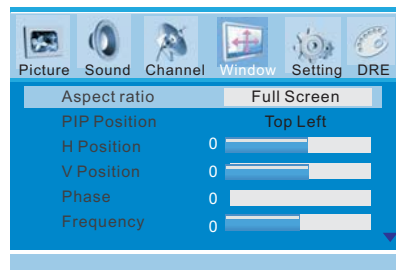 Picture Sound Channel Window Setting DRE
Aspect ratio Full Screen
PIP Position Top Left
H Position 0
V Position 0
Phase 0
Frequency 0